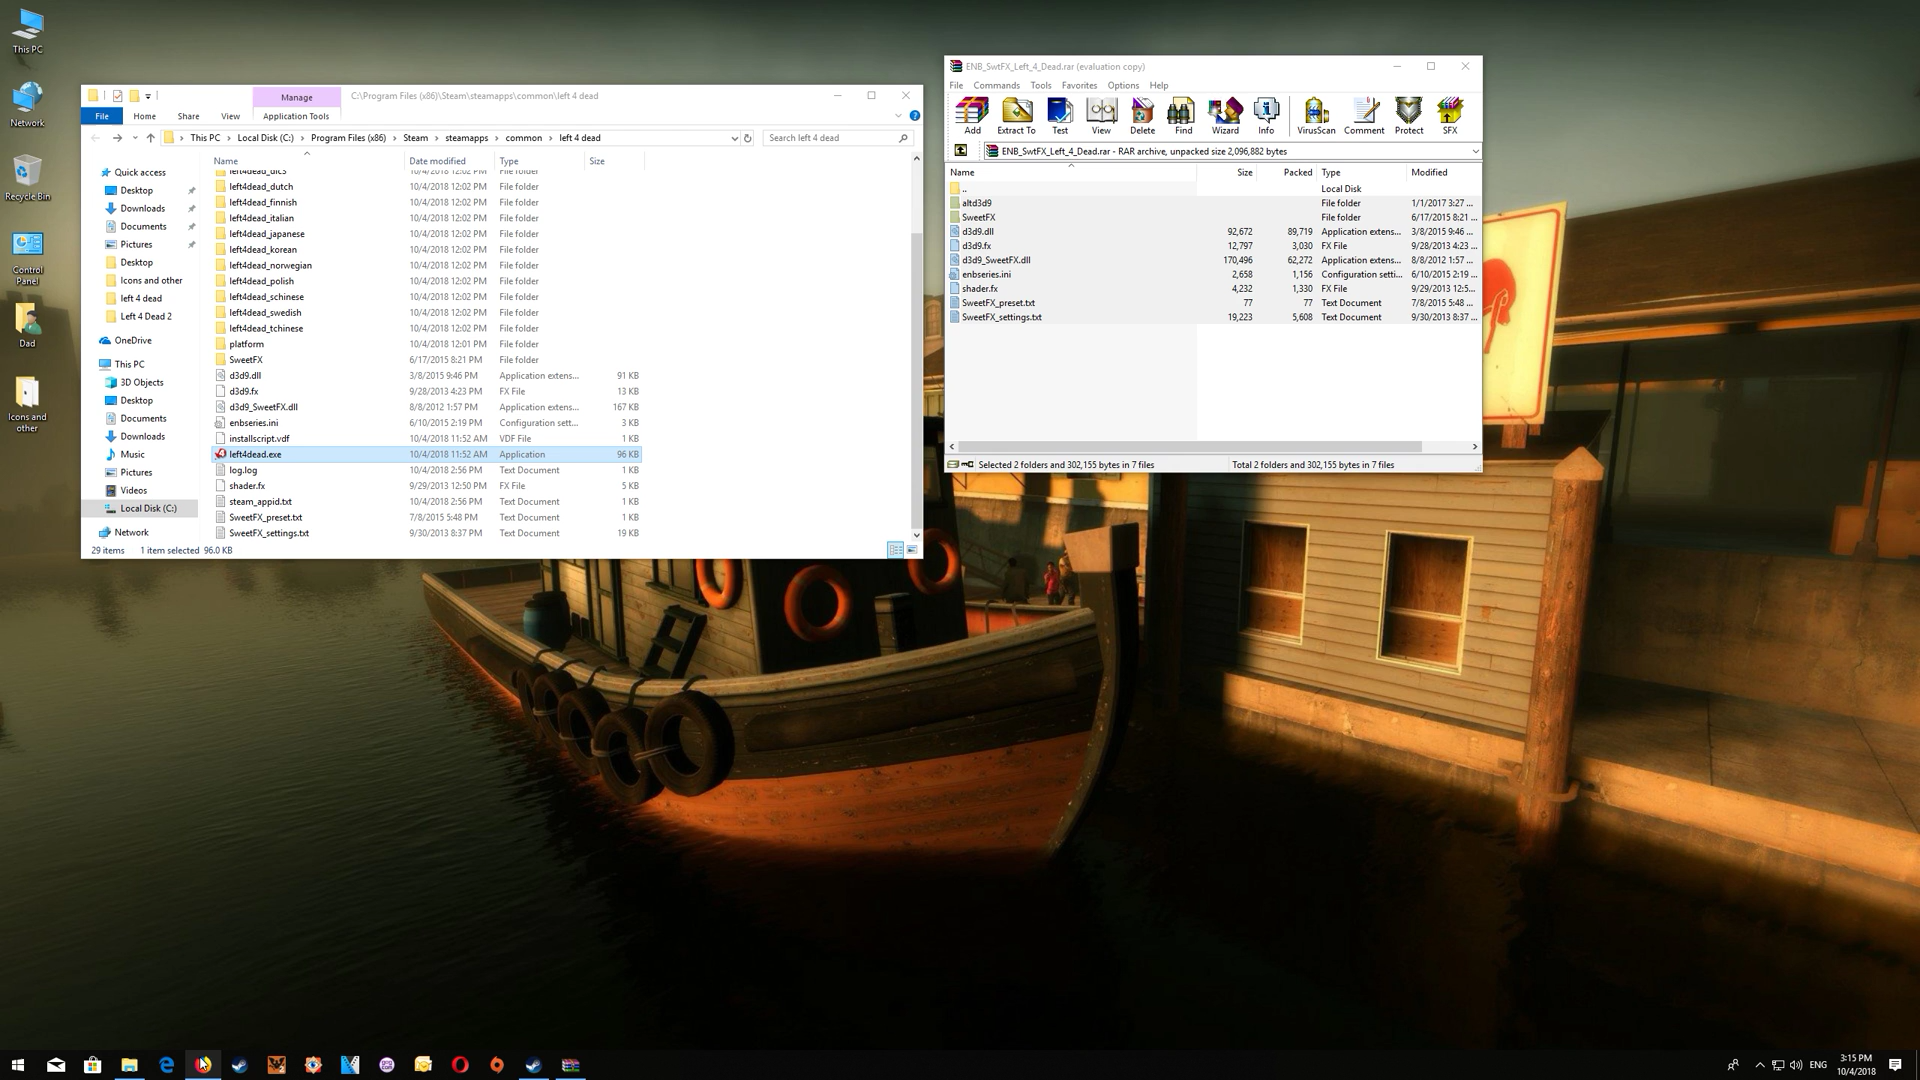 This PC
Network
Recycle Bin
Control
Panel
Dad
Icons and
other
Manage
C:\Program Files (x86)\Steam\steamapps\common\left 4 dead
File
Home
Share
View
Application Tools
This PC
Local Disk (C:)
Program Files (x86)
Steam
steamapps
common
left 4 dead
Search left 4 dead
Quick access
Desktop
Downloads
Documents
Pictures
Desktop
Icons and other
left 4 dead
Left 4 Dead 2
OneDrive
This PC
3D Objects
Desktop
Documents
Downloads
Music
Pictures
Videos
Local Disk (C:)
Network
Name Date modified Type Size
left4dead_dlc3 10/4/2018 12:02 PM File folder
left4dead_dutch 10/4/2018 12:02 PM File folder
left4dead_finnish 10/4/2018 12:02 PM File folder
left4dead_italian 10/4/2018 12:02 PM File folder
left4dead_japanese 10/4/2018 12:02 PM File folder
left4dead_korean 10/4/2018 12:02 PM File folder
left4dead_norwegian 10/4/2018 12:02 PM File folder
left4dead_polish 10/4/2018 12:02 PM File folder
left4dead_schinese 10/4/2018 12:02 PM File folder
left4dead_swedish 10/4/2018 12:02 PM File folder
left4dead_tchinese 10/4/2018 12:02 PM File folder
platform 10/4/2018 12:01 PM File folder
SweetFX 6/17/2015 8:21 PM File folder
d3d9.dll 3/8/2015 9:46 PM Application extens... 91 KB
d3d9.fx 9/28/2013 4:23 PM FX File 13 KB
d3d9_SweetFX.dll 8/8/2012 1:57 PM Application extens... 167 KB
enbseries.ini 6/10/2015 2:19 PM Configuration sett... 3 KB
installscript.vdf 10/4/2018 11:52 AM VDF File 1 KB
left4dead.exe 10/4/2018 11:52 AM Application 96 KB
log.log 10/4/2018 2:56 PM Text Document 1 KB
shader.fx 9/29/2013 12:50 PM FX File 5 KB
steam_appid.txt 10/4/2018 2:56 PM Text Document 1 KB
SweetFX_preset.txt 7/8/2015 5:48 PM Text Document 1 KB
SweetFX_settings.txt 9/30/2013 8:37 PM Text Document 19 KB
29 items 1 item selected 96.0 KB
ENB_SwtFX_Left_4_Dead.rar (evaluation copy)
File Commands Tools Favorites Options Help
Add Extract To Test View Delete Find Wizard Info VirusScan Comment Protect SFX
ENB_SwtFX_Left_4_Dead.rar - RAR archive, unpacked size 2,096,882 bytes
Name Size Packed Type Modified
.. Local Disk
altd3d9 File folder 1/1/2017 3:27 ...
SweetFX File folder 6/17/2015 8:21 ...
d3d9.dll 92,672 89,719 Application extens... 3/8/2015 9:46 ...
d3d9.fx 12,797 3,030 FX File 9/28/2013 4:23 ...
d3d9_SweetFX.dll 170,496 62,272 Application extens... 8/8/2012 1:57 ...
enbseries.ini 2,658 1,156 Configuration setti... 6/10/2015 2:19 ...
shader.fx 4,232 1,330 FX File 9/29/2013 12:5...
SweetFX_preset.txt 77 77 Text Document 7/8/2015 5:48 ...
SweetFX_settings.txt 19,223 5,608 Text Document 9/30/2013 8:37 ...
Selected 2 folders and 302,155 bytes in 7 files
Total 2 folders and 302,155 bytes in 7 files
ENG
3:15 PM
10/4/2018